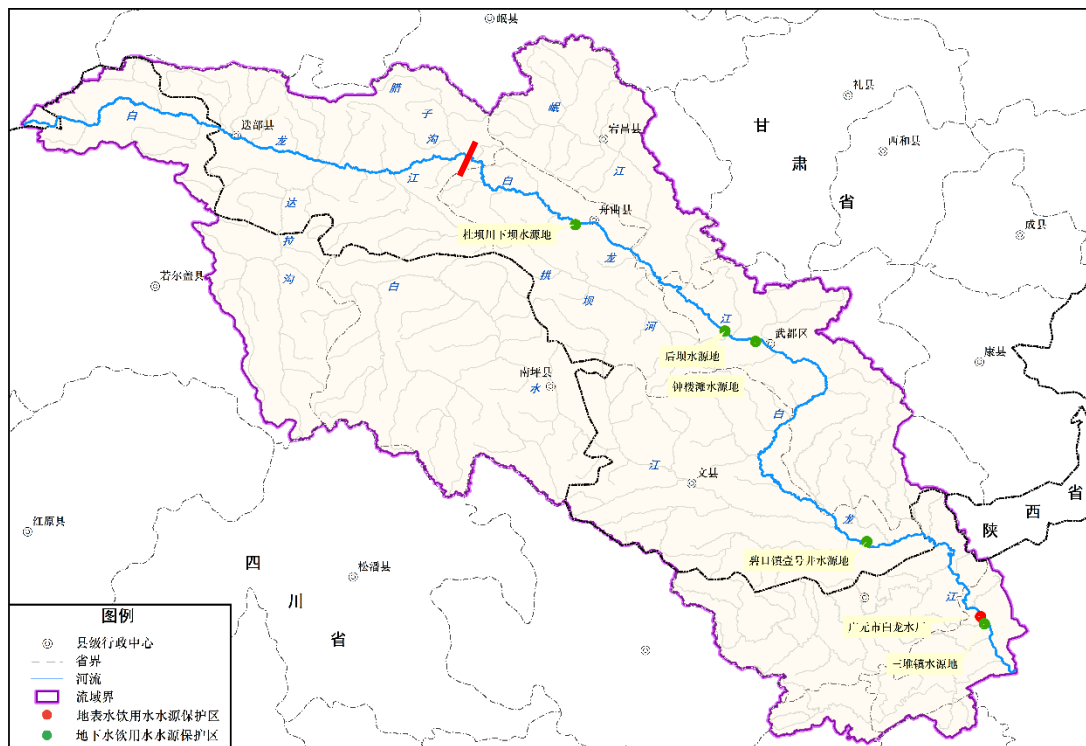 岷县
礼县
腊
子
沟
岷
江
宕昌县
甘
肃
省
西和县
白
迭部县
龙
江
白
舟曲县
成县
杜坝川下坝水源地
达
拉
沟
若尔盖县
白
拱
坝
河
龙
江
武都区
后坝水源地
康县
南坪县
水
钟楼滩水源地
白
江
文县
龙
陕
西
省
红原县
四
川
省
松潘县
碧口镇壹号井水源地
江
广元市白龙水厂
三堆镇水源地
图例
县级行政中心
省界
河流
流域界
地表水饮用水水源保护区
地下水饮用水水源保护区